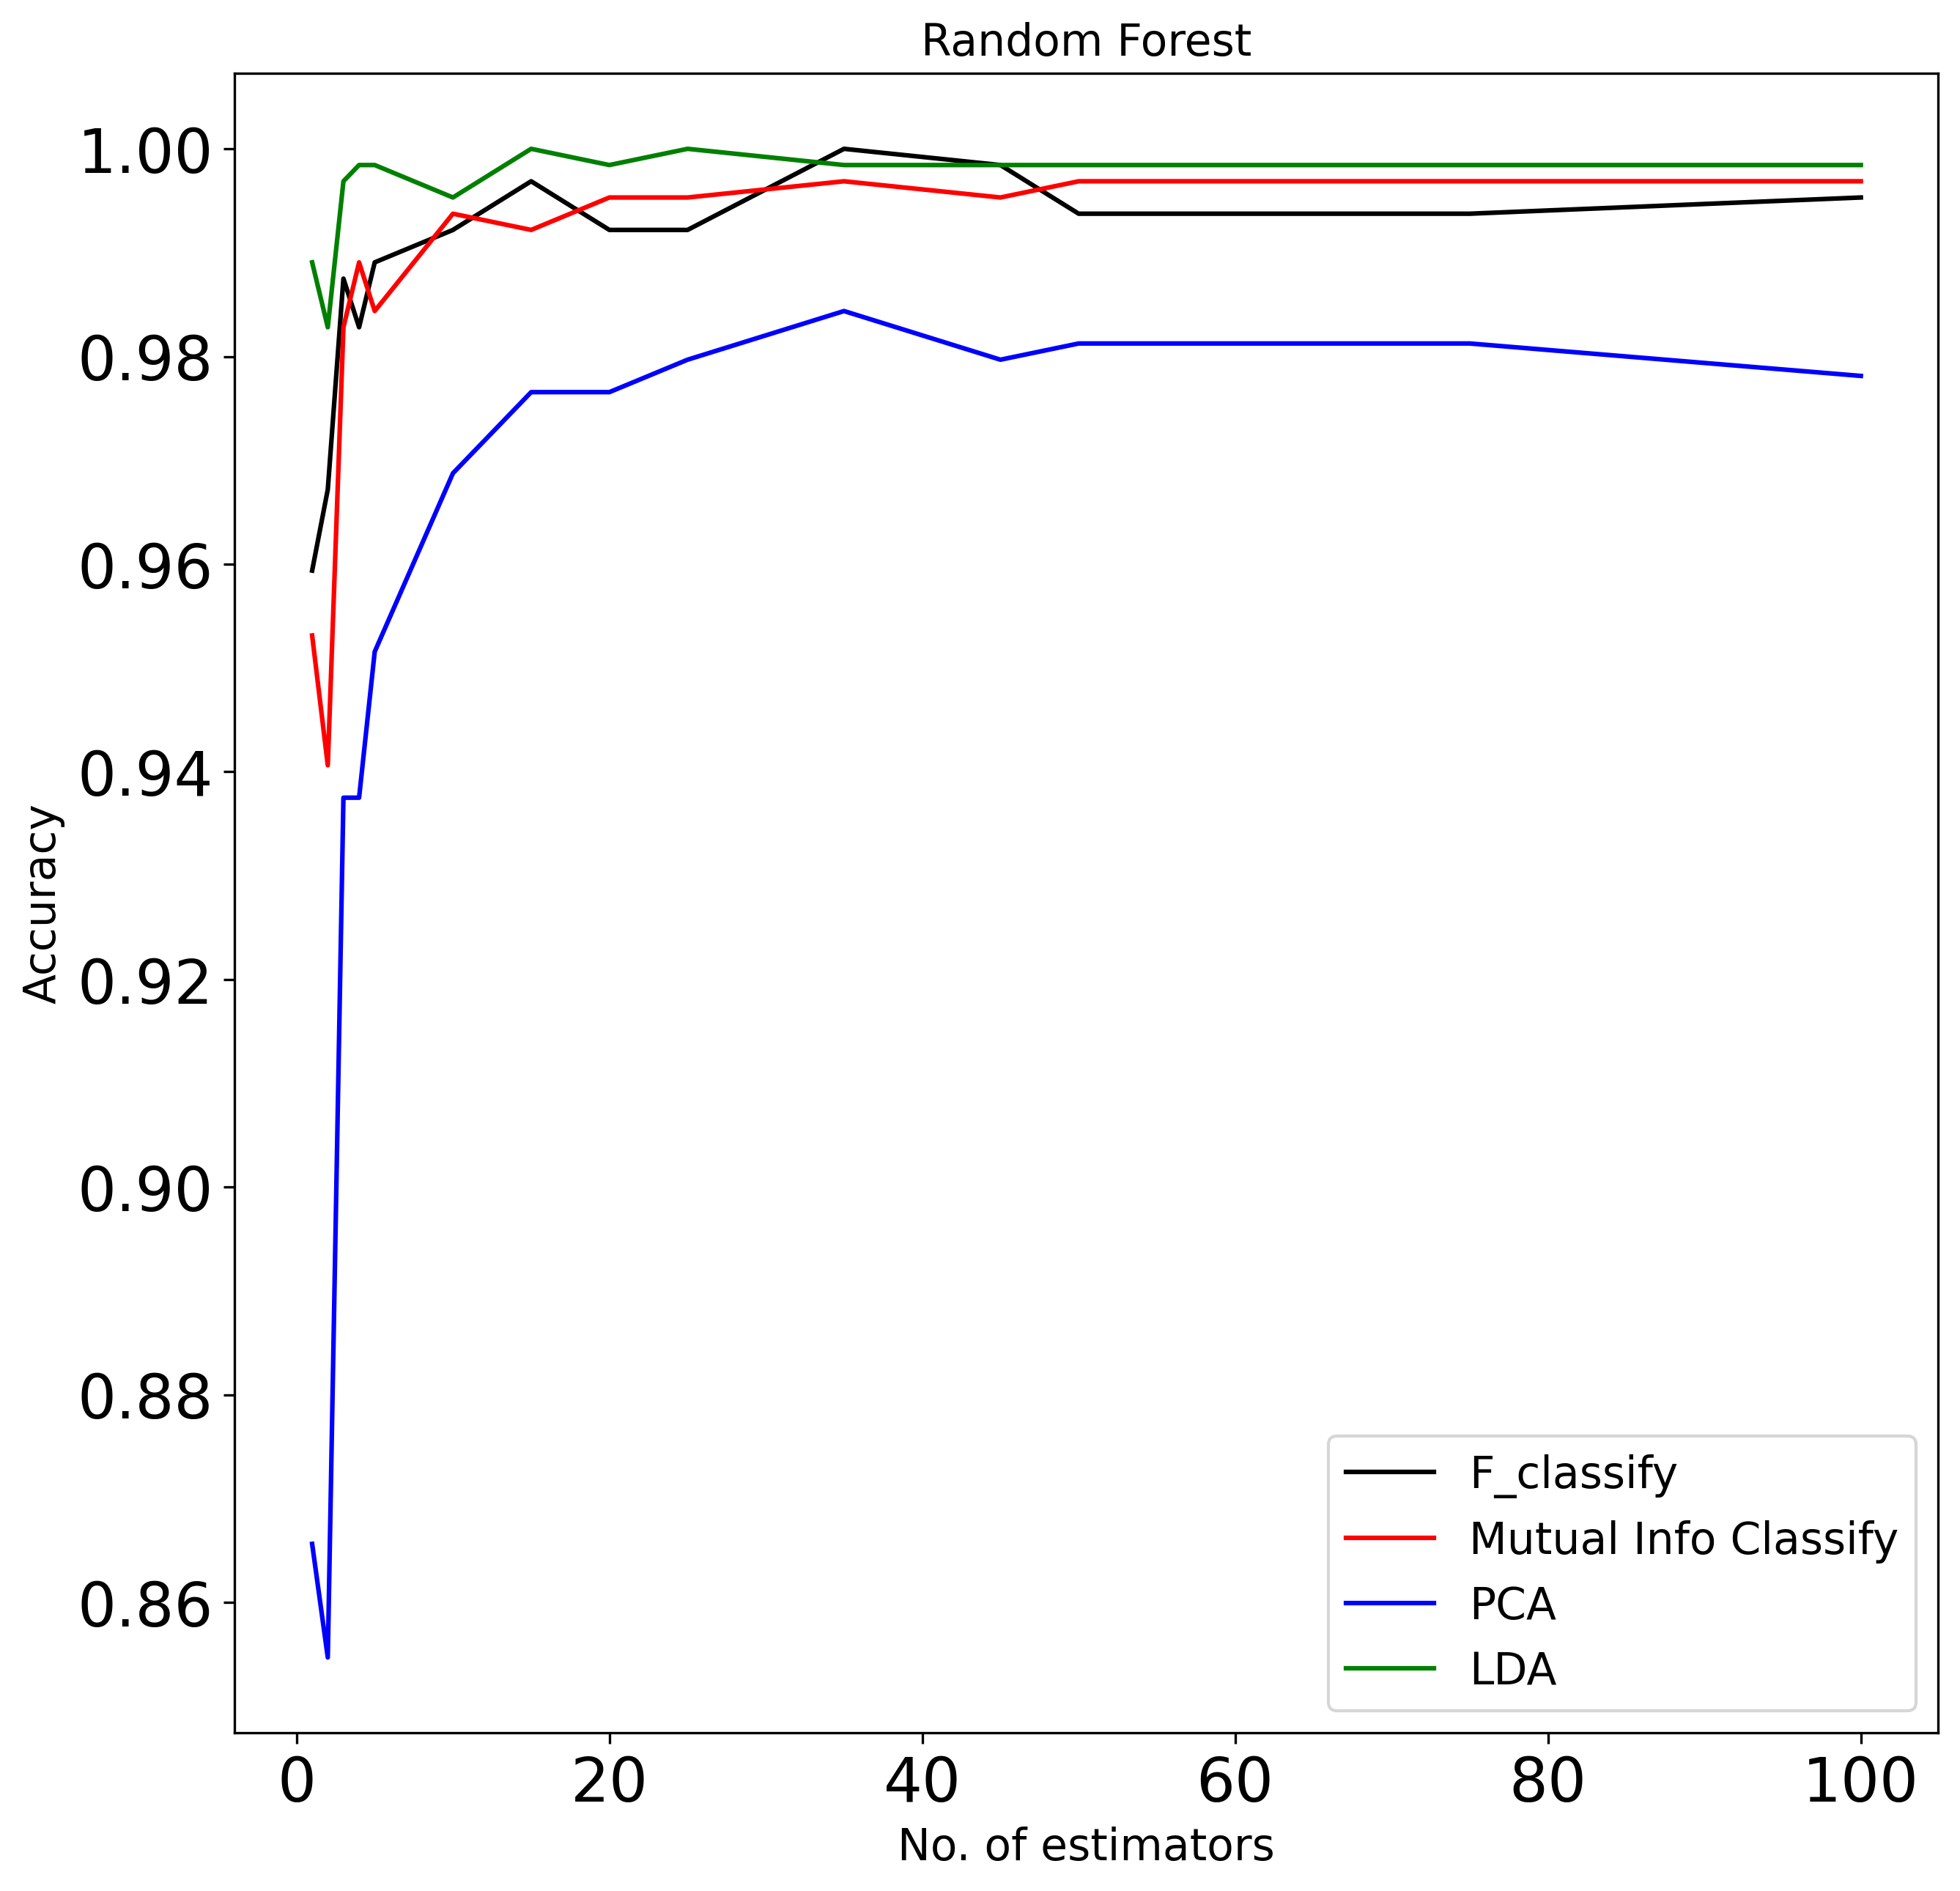 Random Forest
1.00
0.98
0.96
0.94
0.92
0.90
0.88
0.86
Accuracy
F_classify
Mutual Info Classify
PCA
LDA
0 20 40 60 80 100
No. of estimators